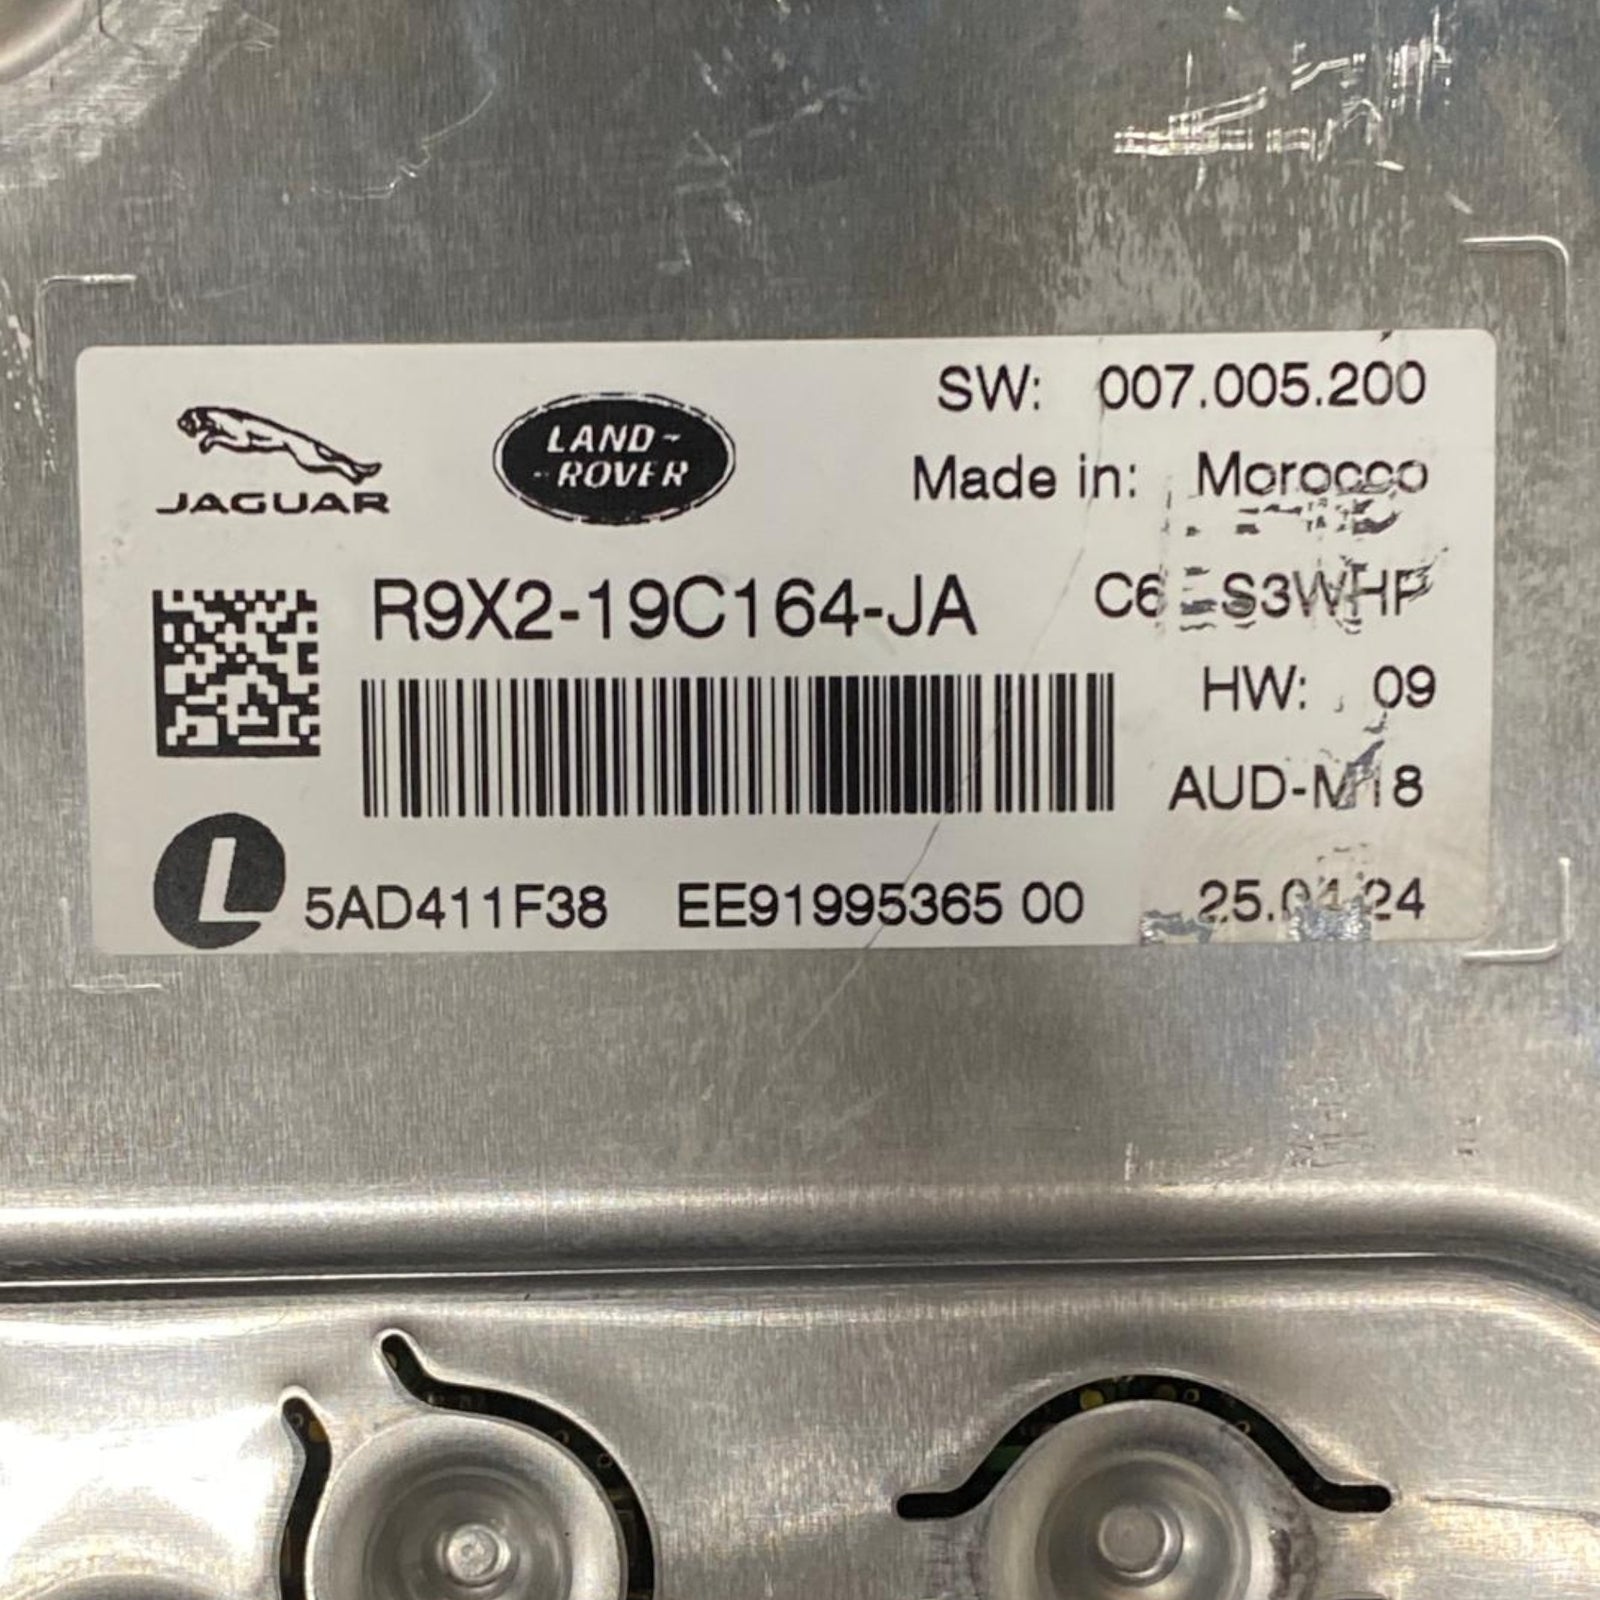 SW: 007.005.200
JAGUAR
LAND-
-ROVER
Made in: Morocco
R9X2-19C164-JA
HW: 09
AUD-M18
L
5AD411F38 EE91995365 00